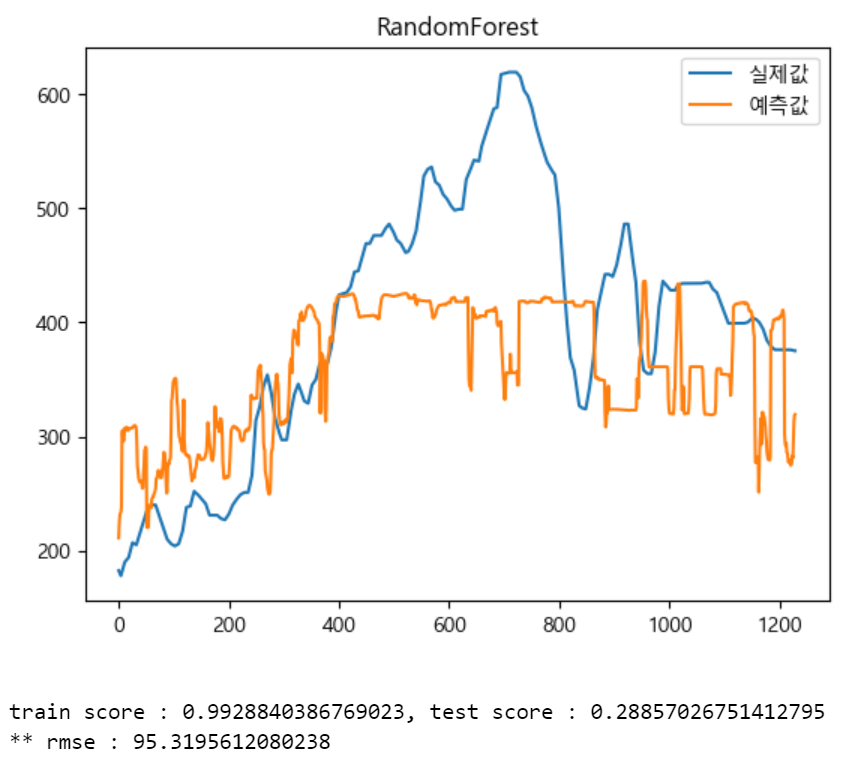 RandomForest
실제값
예측값
600
500
400
300
200
0 200 400 600 800 1000 1200
train score : 0.9928840386769023, test score : 0.28857026751412795
** rmse : 95.3195612080238